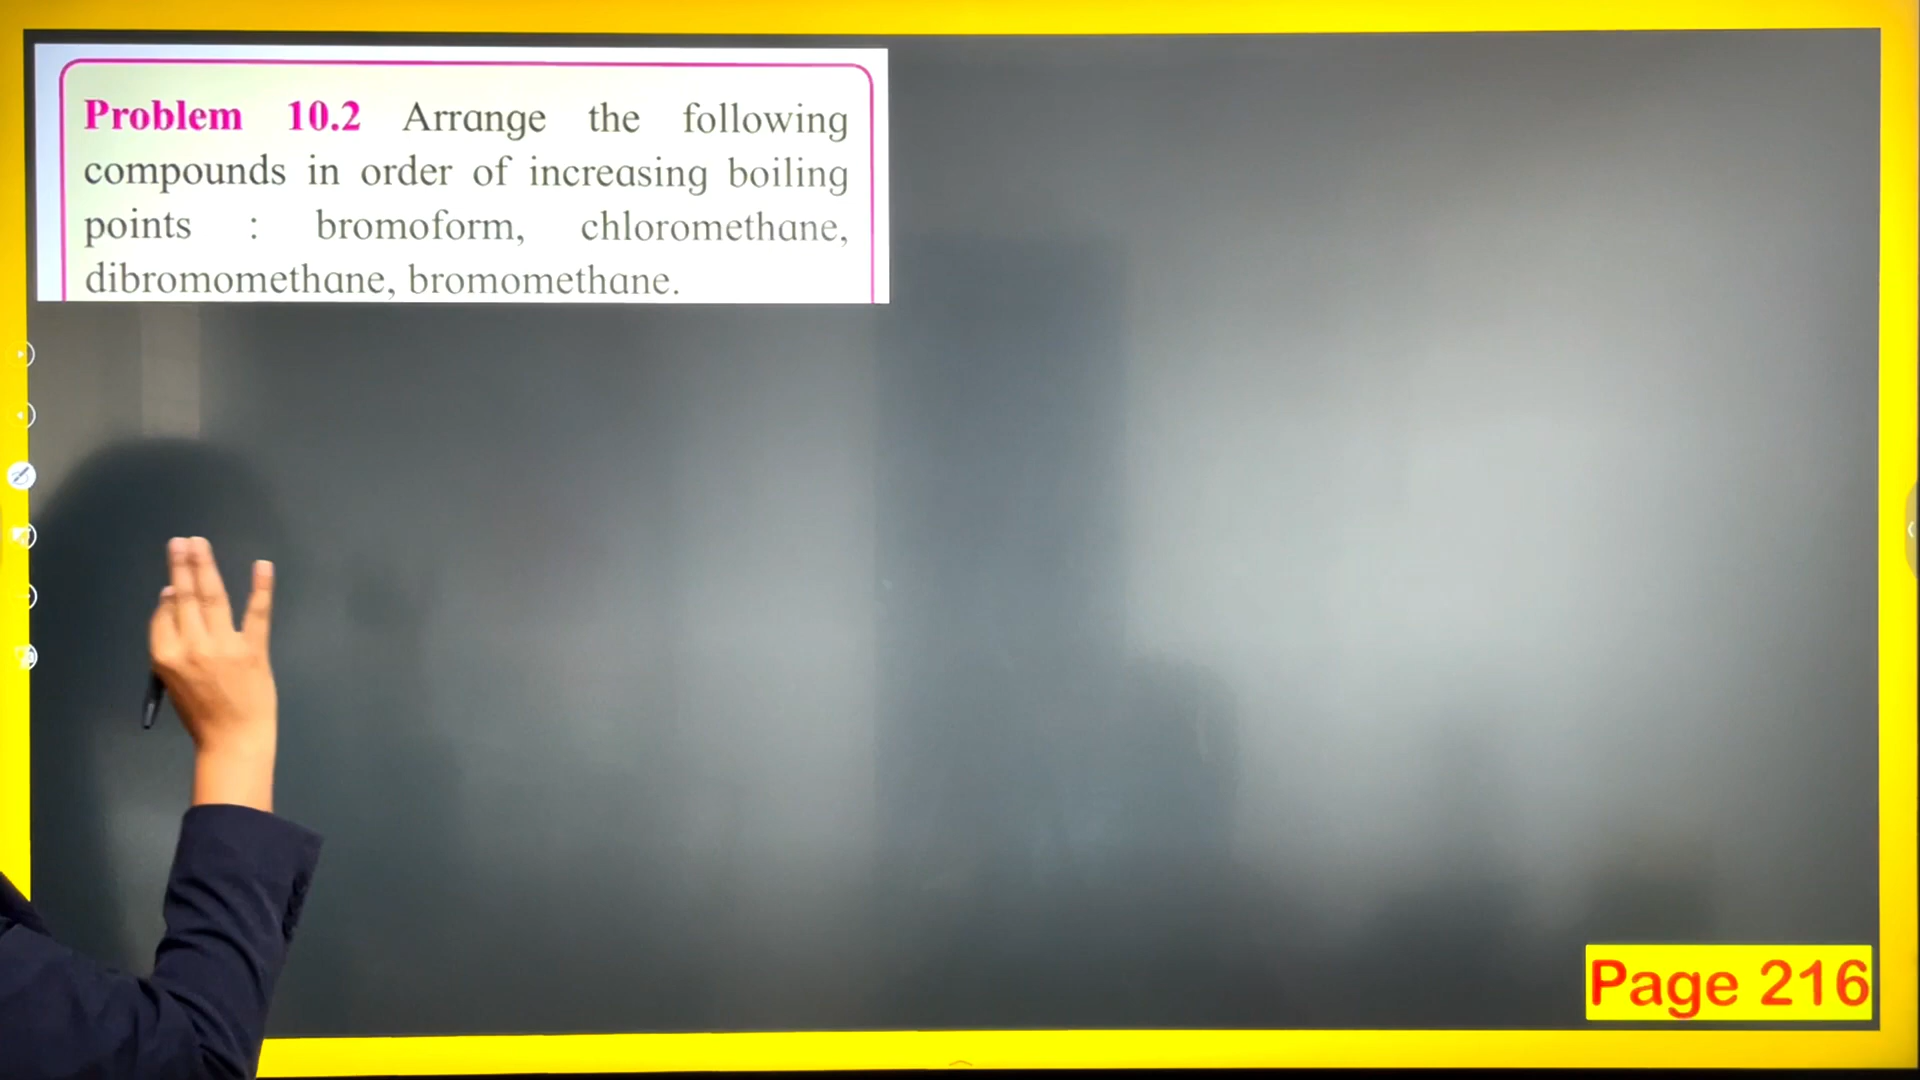 Problem 10.2 Arrange the following
compounds in order of increasing boiling
points : bromoform, chloromethane,
dibromomethane, bromomethane.
Page 216